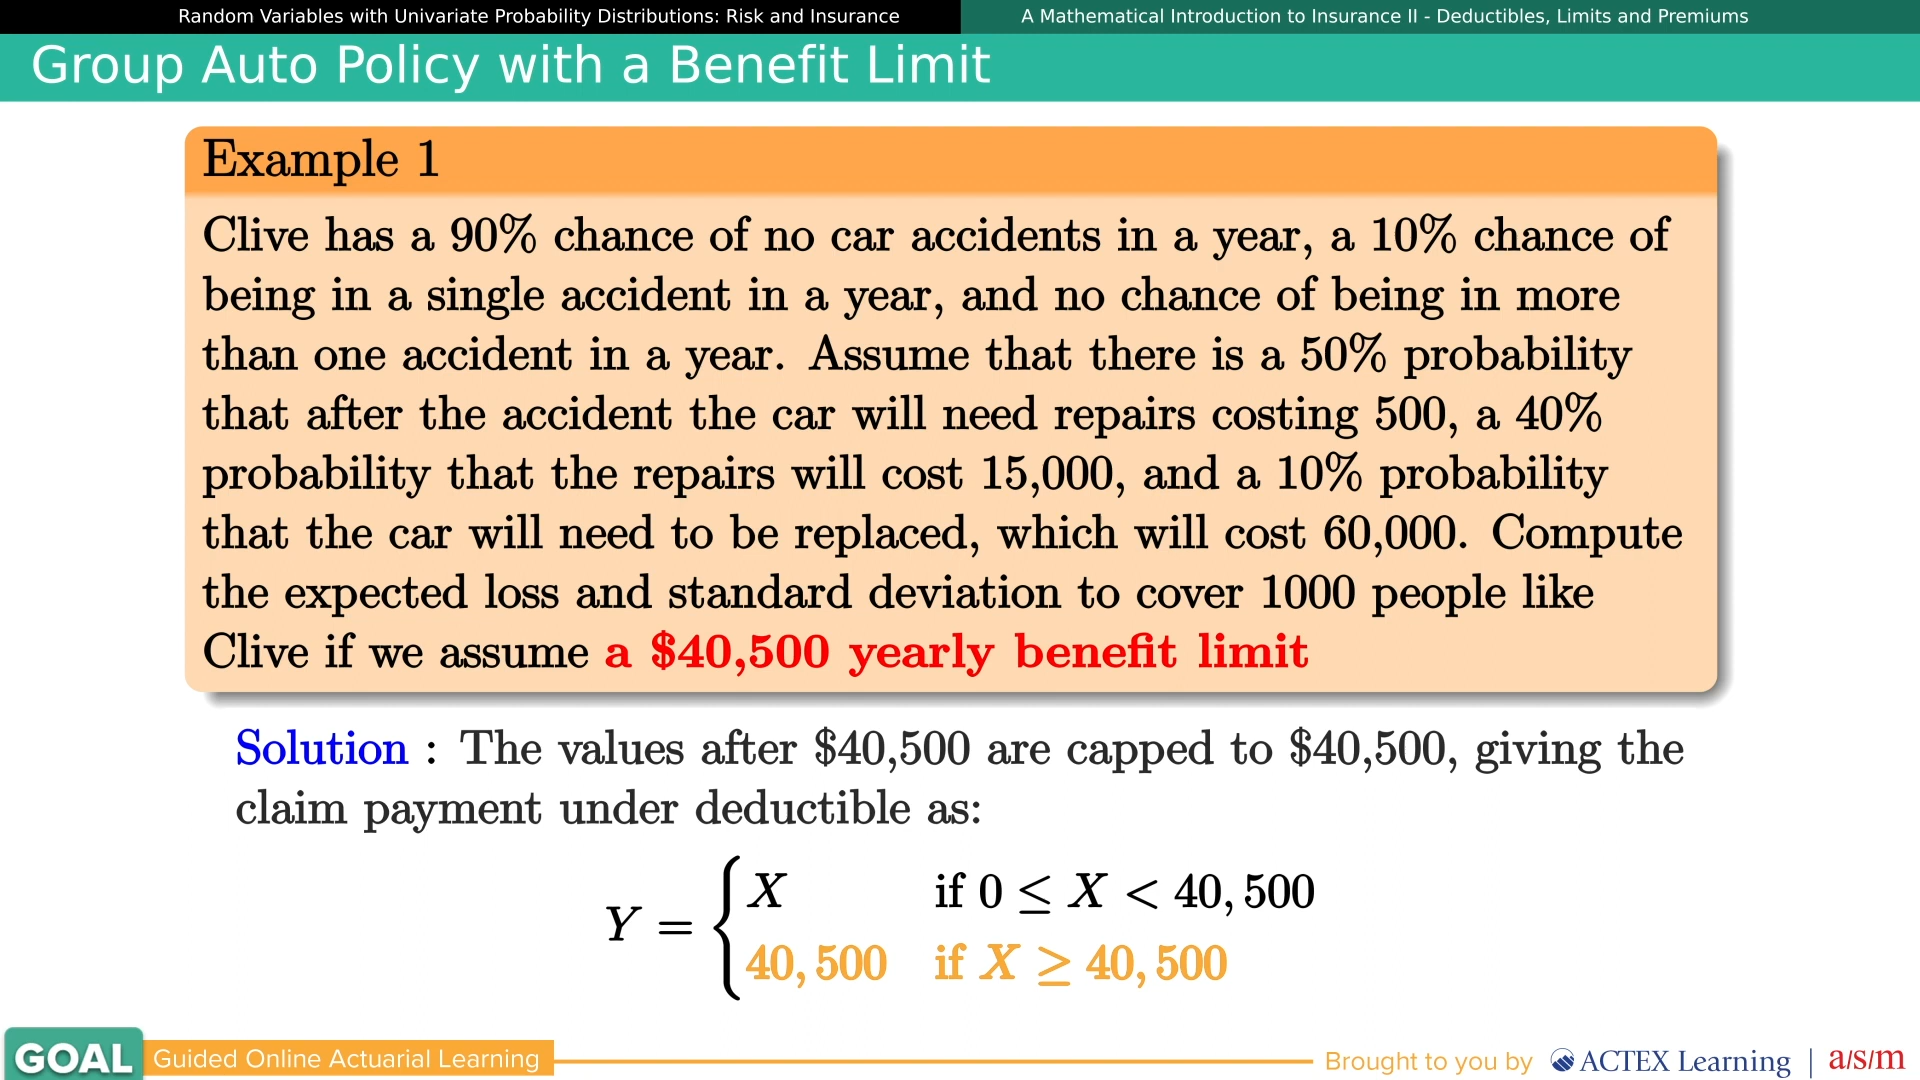 Random Variables with Univariate Probability Distributions: Risk and Insurance
A Mathematical Introduction to Insurance II - Deductibles, Limits and Premiums
Group Auto Policy with a Benefit Limit
Example 1
Clive has a 90% chance of no car accidents in a year, a 10% chance of
being in a single accident in a year, and no chance of being in more
than one accident in a year. Assume that there is a 50% probability
that after the accident the car will need repairs costing 500, a 40%
probability that the repairs will cost 15,000, and a 10% probability
that the car will need to be replaced, which will cost 60,000. Compute
the expected loss and standard deviation to cover 1000 people like
Clive if we assume a $40,500 yearly benefit limit
Solution : The values after $40,500 are capped to $40,500, giving the
claim payment under deductible as:
Y = { X if 0 ≤ X < 40,500
40,500 if X ≥ 40,500
GOAL Guided Online Actuarial Learning
Brought to you by ACTEX Learning | a/s/m